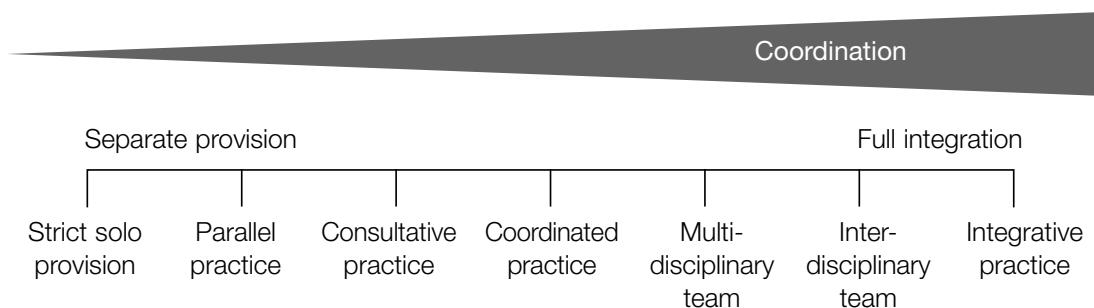 Coordination
Separate provision
Full integration
Strict solo
provision
Parallel
practice
Consultative
practice
Coordinated
practice
Multi-
disciplinary
team
Inter-
disciplinary
team
Integrative
practice